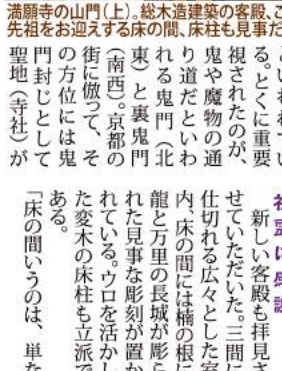 満願寺の山門(上)。総木造建築の客殿、こ
先祖をお迎えする床の間、床柱も見事だ
る。とくに重要
視されたのが、
鬼や魔物の通
り道だといわ
れる鬼門(北
東)と裏鬼門
(南西)。京都の
街に倣って、そ
の方位には鬼
門封じとして
聖地(寺社)が
新しい客殿も拝見さ
せていただいた。三間に
仕切れる広々とした室
内、床の間には楠の根に
龍と万里の長城が彫ら
れた見事な彫刻が置か
れている。ウロを活かし
た変木の床柱も立派で
ある。
「床の間いうのは、単な